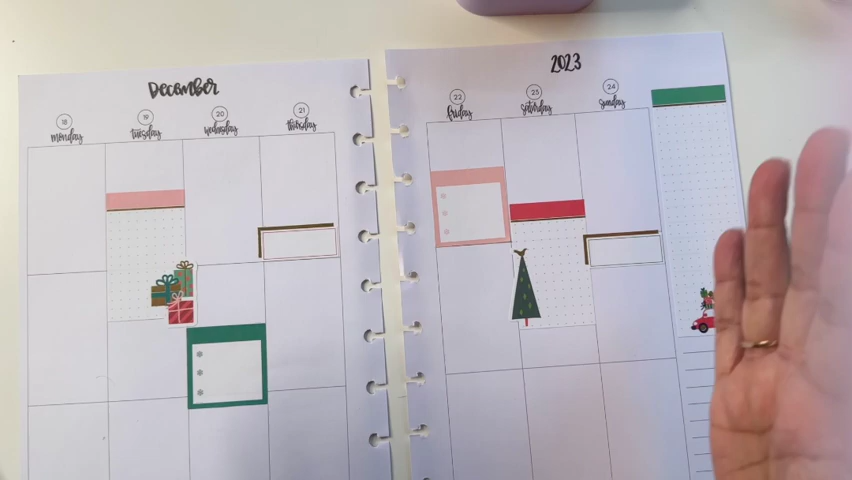 December
18
monday
19
tuesday
20
wednesday
21
thursday
2023
22
friday
23
saturday
24
sunday